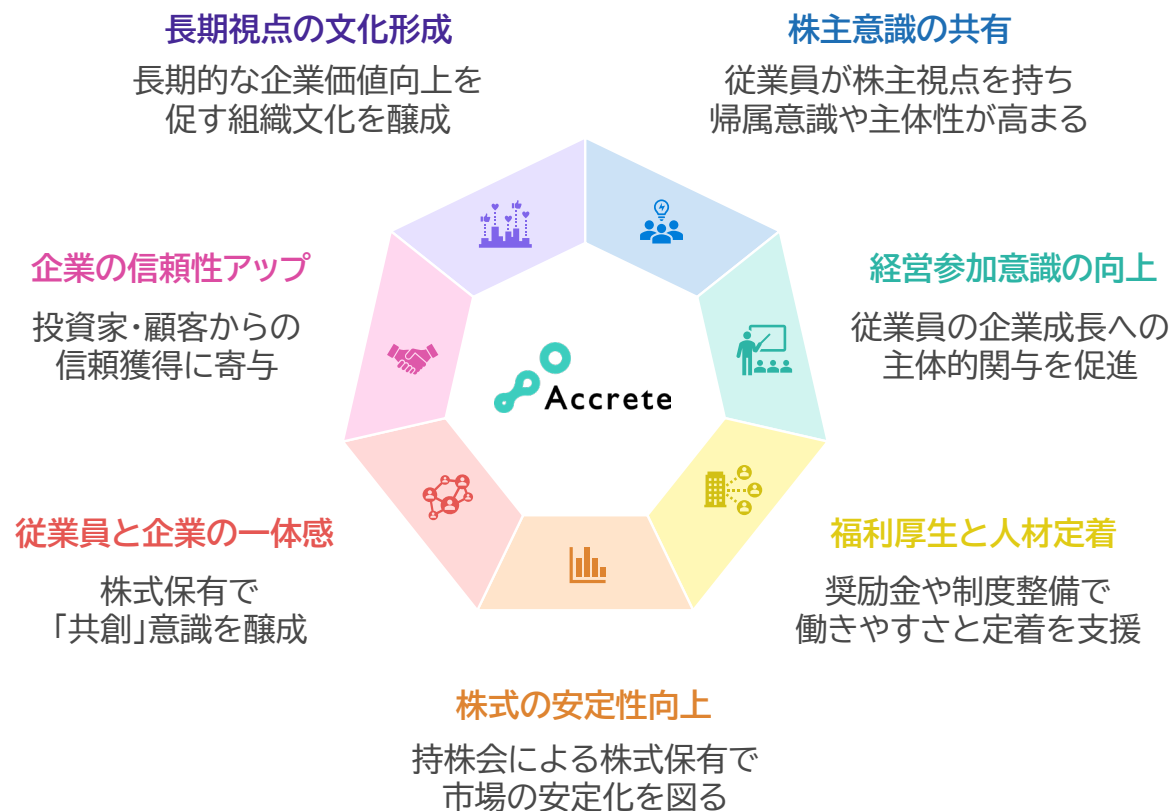 長期視点の文化形成
長期的な企業価値向上を
促す組織文化を醸成
株主意識の共有
従業員が株主視点を持ち
帰属意識や主体性が高まる
企業の信頼性アップ
投資家・顧客からの
信頼獲得に寄与
経営参加意識の向上
従業員の企業成長への
主体的関与を促進
Accrete
従業員と企業の一体感
株式保有で
「共創」意識を醸成
福利厚生と人材定着
奨励金や制度整備で
働きやすさと定着を支援
株式の安定性向上
持株会による株式保有で
市場の安定化を図る